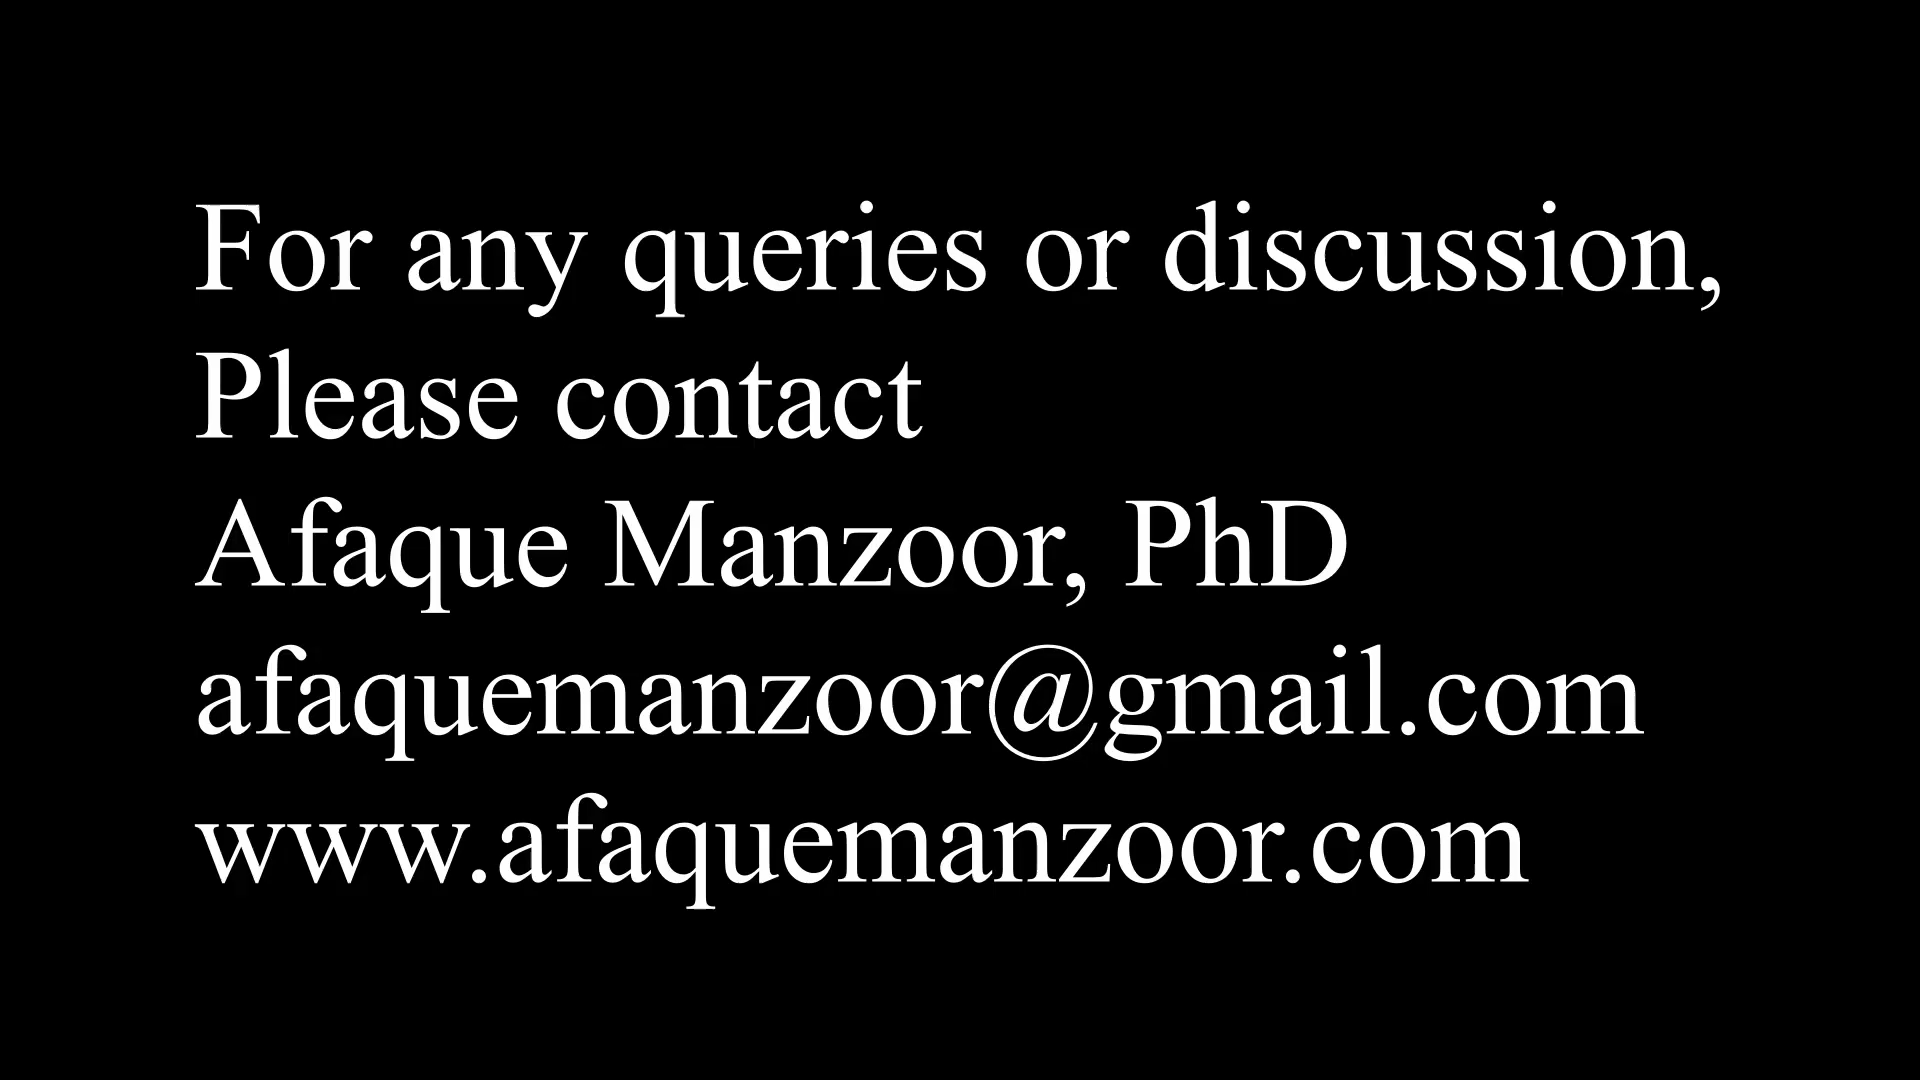 For any queries or discussion,
Please contact
Afaque Manzoor, PhD
afaquemanzoor@gmail.com
www.afaquemanzoor.com